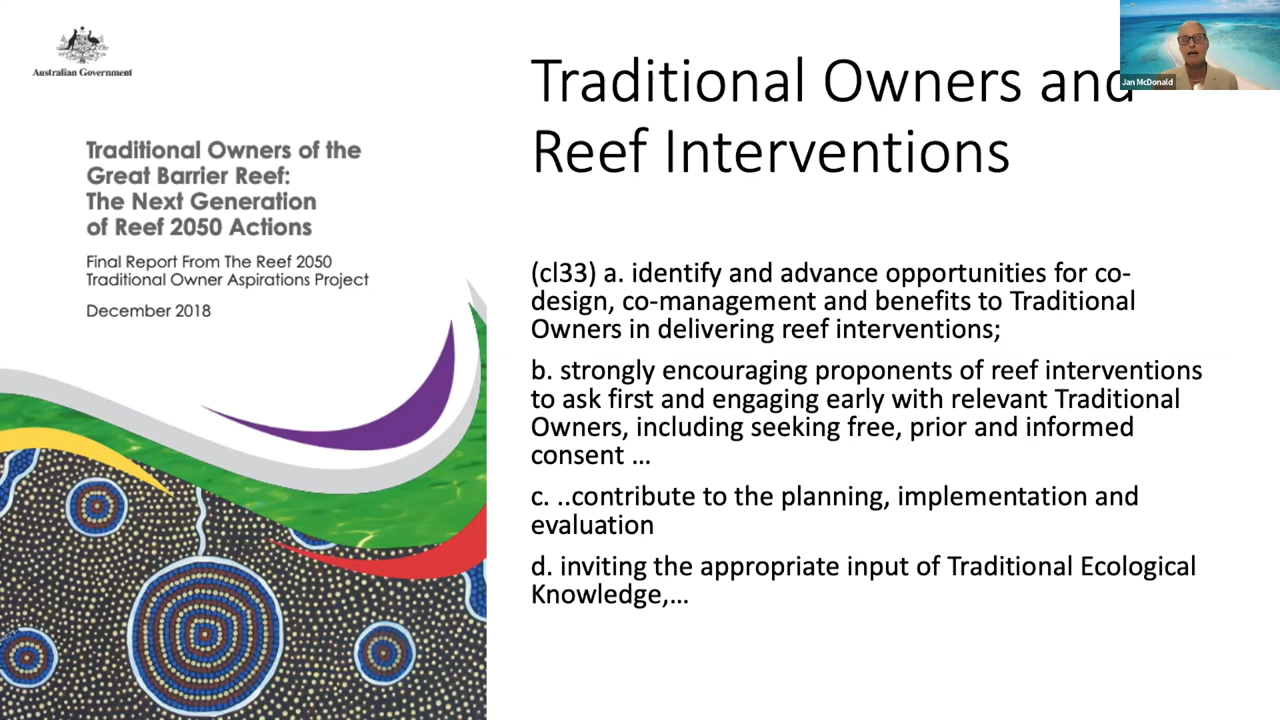 Australian Government
Traditional Owners of the
Great Barrier Reef:
The Next Generation
of Reef 2050 Actions
Final Report From The Reef 2050
Traditional Owner Aspirations Project
December 2018
Traditional Owners and
Reef Interventions
Jan McDonald
(cl33) a. identify and advance opportunities for co-
design, co-management and benefits to Traditional
Owners in delivering reef interventions;
b. strongly encouraging proponents of reef interventions
to ask first and engaging early with relevant Traditional
Owners, including seeking free, prior and informed
consent ...
c. ..contribute to the planning, implementation and
evaluation
d. inviting the appropriate input of Traditional Ecological
Knowledge,...